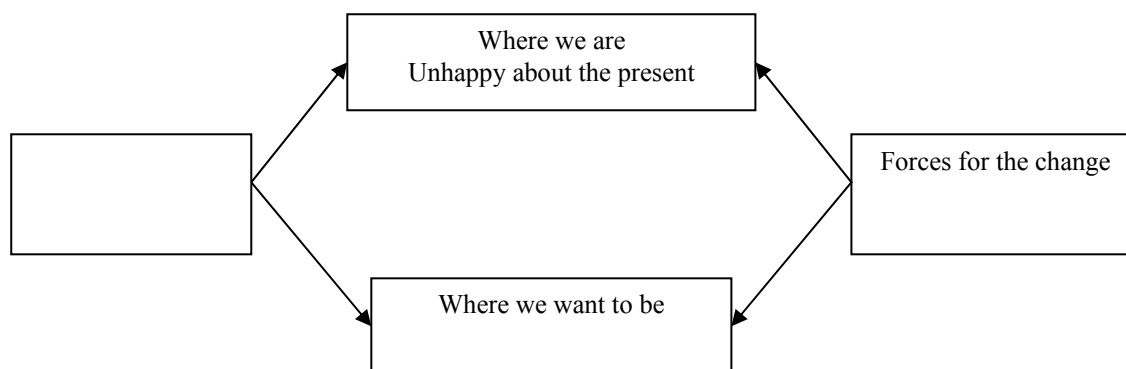 Where we are
Unhappy about the present
Forces for the change
Where we want to be